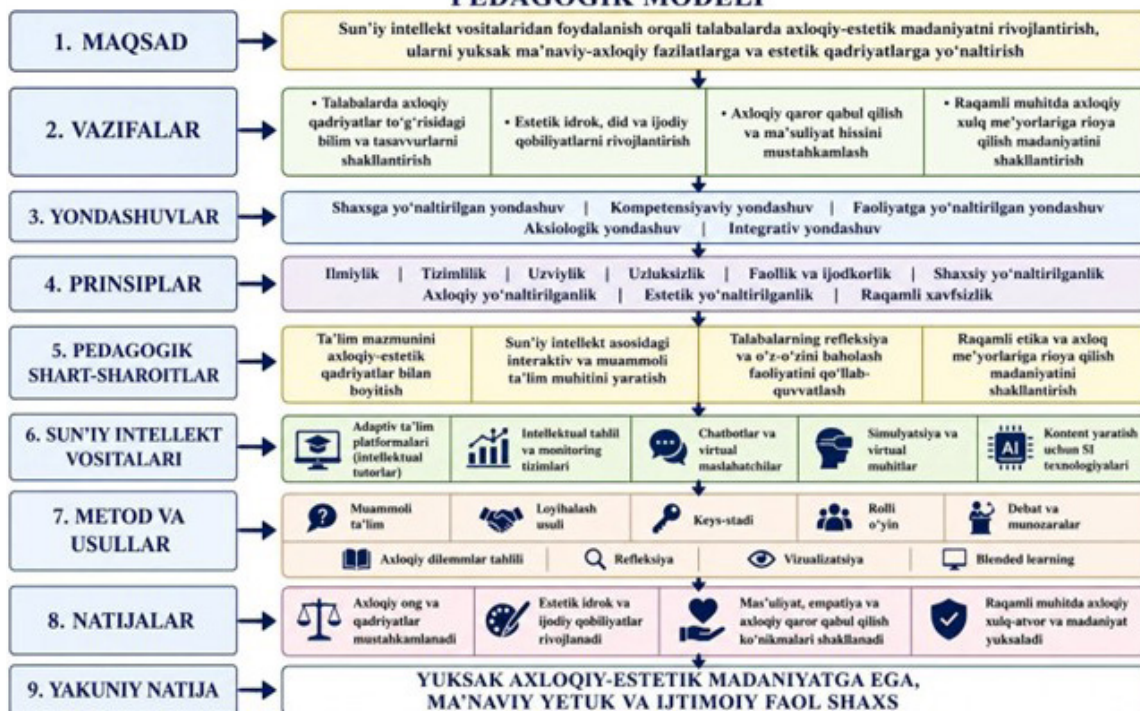 PEDAGOGIK MODELI
1. MAQSAD
Sun’iy intellekt vositalaridan foydalanish orqali talabalarda axloqiy-estetik madaniyatni rivojlantirish,
ularni yuksak ma’naviy-axloqiy fazilatlarga va estetik qadriyatlarga yo‘naltirish
2. VAZIFALAR
• Talabalarda axloqiy
qadriyatlar to‘g‘risidagi
bilim va tasavvurlarni
shakllantirish
• Estetik idrok, did va ijodiy
qobiliyatlarni rivojlantirish
• Axloqiy qaror qabul qilish
va ma’suliyat hissini
mustahkamlash
• Raqamli muhitda axloqiy
xulq me’yorlariga rioya
qilish madaniyatini
shakllantirish
3. YONDASHUVLAR
Shaxsga yo‘naltirilgan yondashuv | Kompetensiyaviy yondashuv | Faoliyatga yo‘naltirilgan yondashuv
Aksiologik yondashuv | Integrativ yondashuv
4. PRINSIPLAR
Ilmiylik | Tizimlilik | Uzviylik | Uzluksizlik | Faollik va ijodkorlik | Shaxsiy yo‘naltirilganlik
Axloqiy yo‘naltirilganlik | Estetik yo‘naltirilganlik | Raqamli xavfsizlik
5. PEDAGOGIK
SHART-SHAROITLAR
Ta’lim mazmunini
axloqiy-estetik
qadriyatlar bilan
boyitish
Sun’iy intellekt asosidagi
interaktiv va muammoli
ta’lim muhitini yaratish
Talabalarning refleksiya
va o‘z-o‘zini baholash
faoliyatini qo‘llab-
quvvatlash
Raqamli etika va axloq
me’yorlariga rioya qilish
madaniyatini
shakllantirish
6. SUN’IY INTELLEKT
VOSITALARI
Adaptiv ta’lim
platformalari
(intellektual
tutorlar)
Intellektual tahlil
va monitoring
tizimlari
Chatbotlar va
virtual
maslahatchilar
Simulyatsiya va
virtual
muhitlar
AI
Kontent yaratish
uchun SI
texnologiyalari
7. METOD VA
USULLAR
?
Muammoli
ta’lim
Loyihalash
usuli
Keys-stadi
Rolli
o‘yin
Debat va
munozaralar
Axloqiy dilemmlar tahlili
Refleksiya
Vizualizatsiya
Blended learning
8. NATIJALAR
Axloqiy ong va
qadriyatlar
mustahkamlanadi
Estetik idrok va
ijodiy qobiliyatlar
rivojlanadi
Mas’uliyat, empatiya va
axloqiy qaror qabul qilish
ko‘nikmalari shakllanadi
Raqamli muhitda axloqiy
xulq-atvor va madaniyat
yuksaladi
9. YAKUNIY NATIJA
YUKSAK AXLOQIY-ESTETIK MADANIYATGA EGA,
MA’NAVIY YETUK VA IJTIMOIY FAOL SHAXS